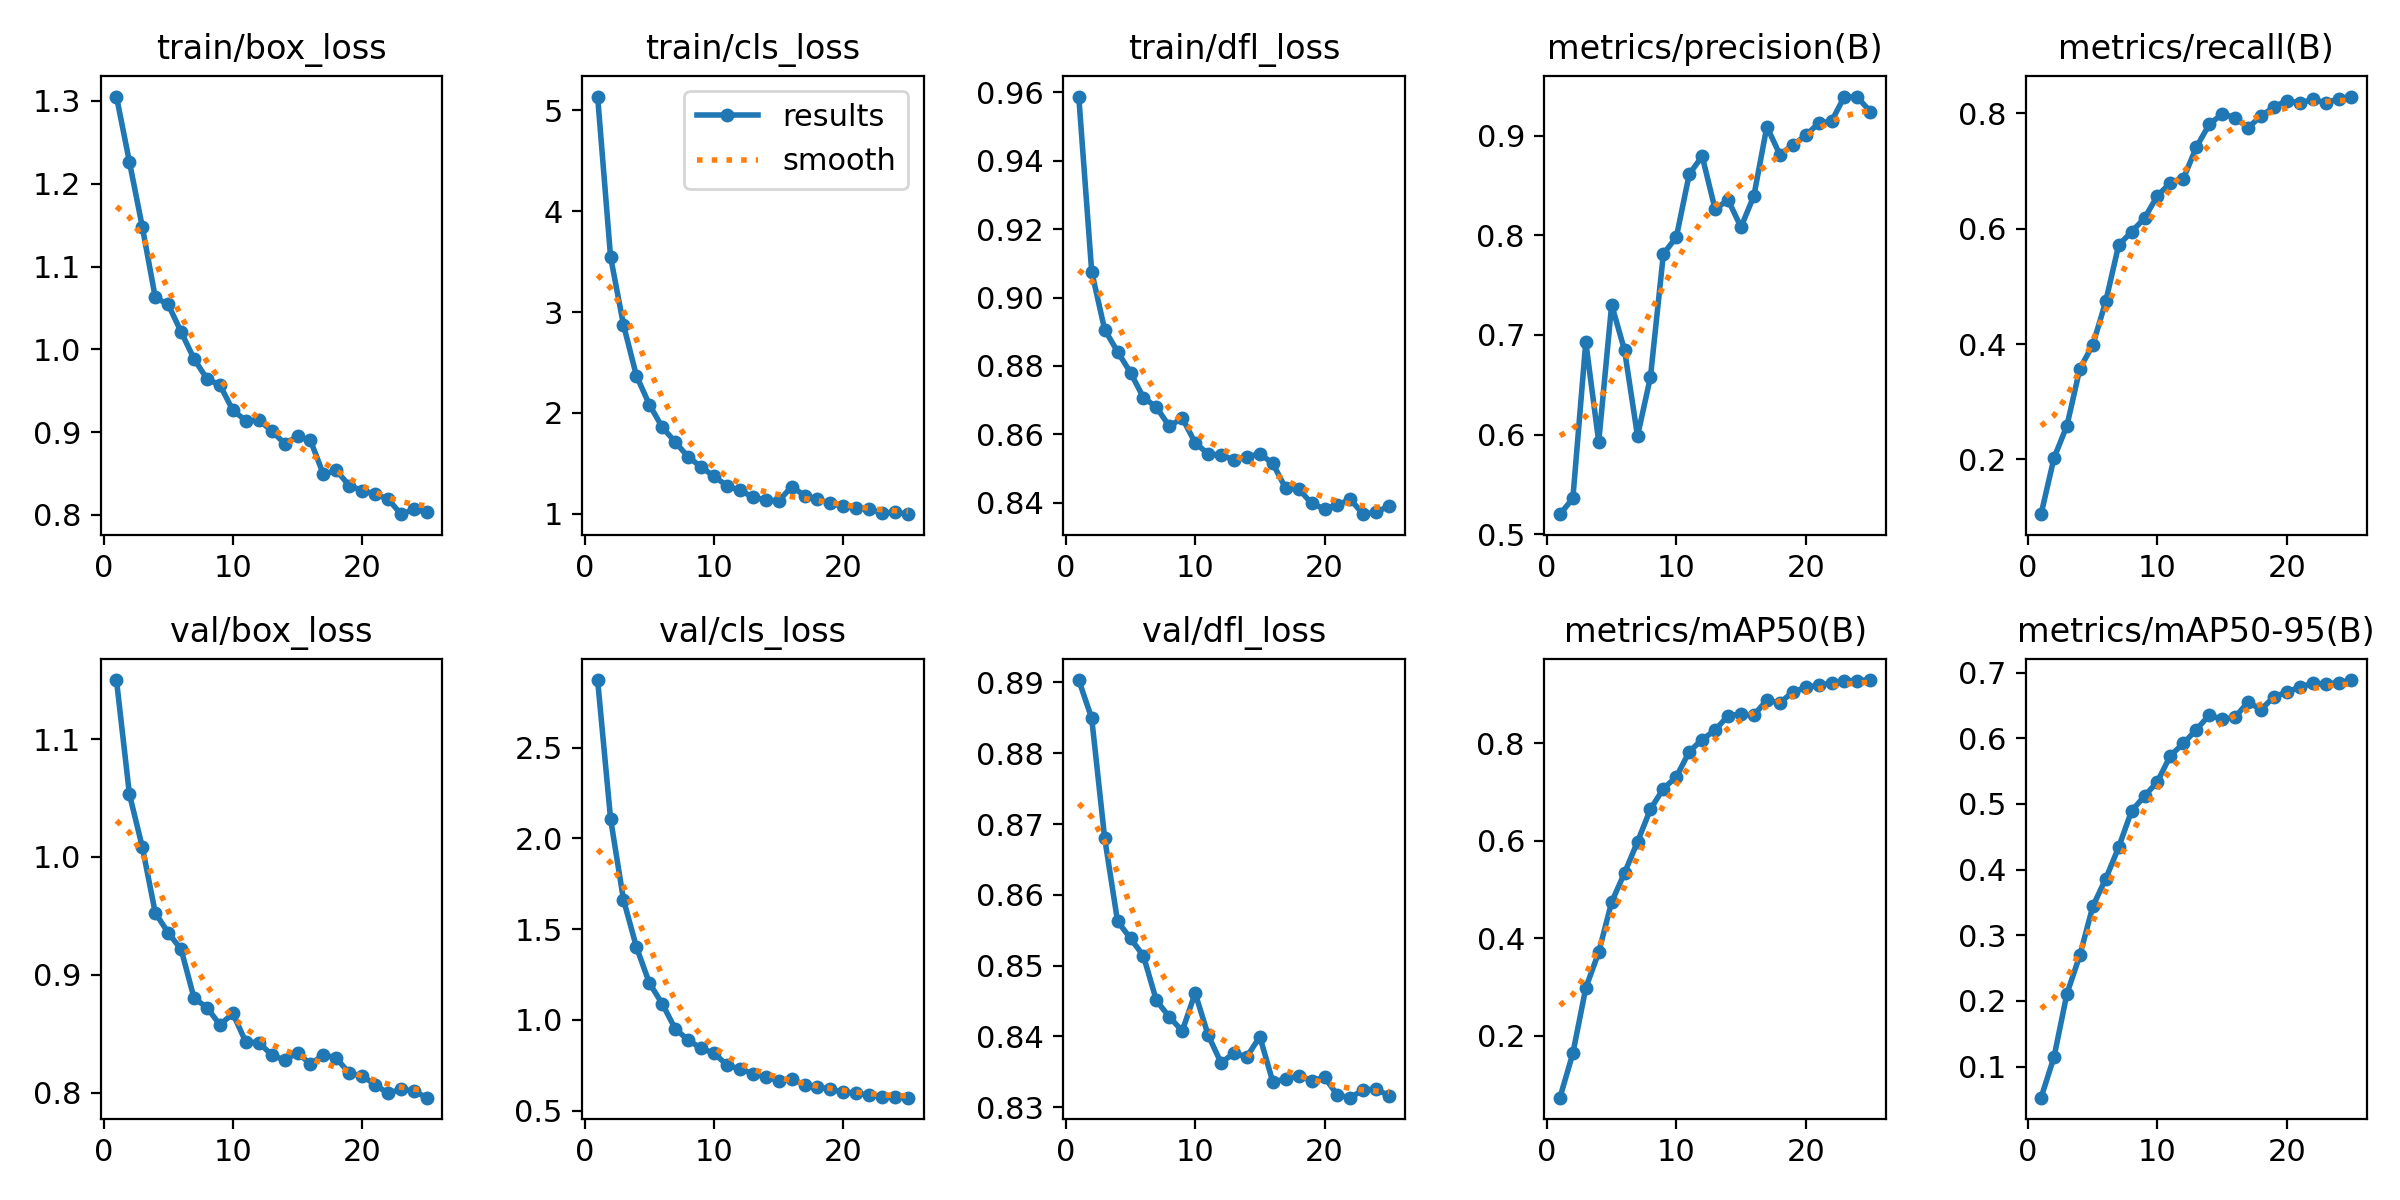 train/box_loss
1.3
1.2
1.1
1.0
0.9
0.8
0 10 20
train/cls_loss
results
smooth
5
4
3
2
1
0 10 20
train/dfl_loss
0.96
0.94
0.92
0.90
0.88
0.86
0.84
0 10 20
metrics/precision(B)
0.9
0.8
0.7
0.6
0.5
0 10 20
metrics/recall(B)
0.8
0.6
0.4
0.2
0 10 20
val/box_loss
1.1
1.0
0.9
0.8
0 10 20
val/cls_loss
2.5
2.0
1.5
1.0
0.5
0 10 20
val/dfl_loss
0.89
0.88
0.87
0.86
0.85
0.84
0.83
0 10 20
metrics/mAP50(B)
0.8
0.6
0.4
0.2
0 10 20
metrics/mAP50-95(B)
0.7
0.6
0.5
0.4
0.3
0.2
0.1
0 10 20